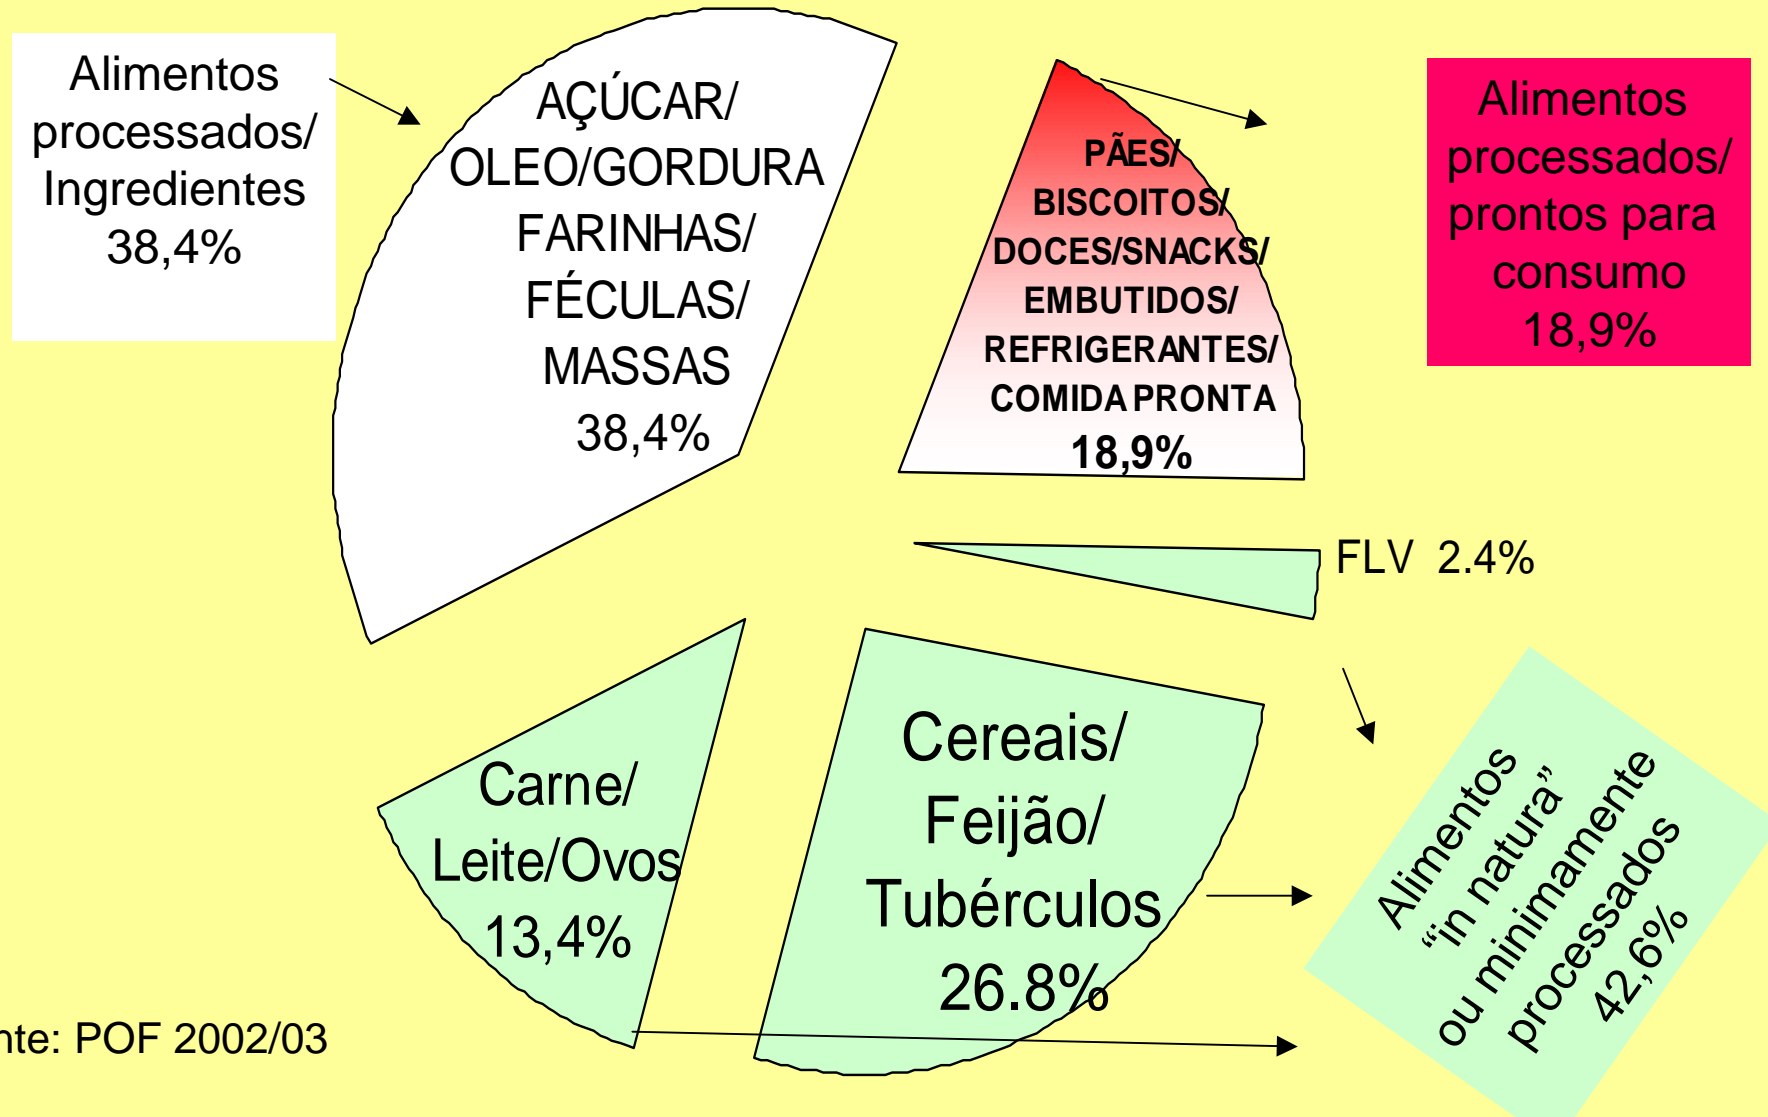 Alimentos
processados/
Ingredientes
38,4%
AÇÚCAR/
OLEO/GORDURA
FARINHAS/
FÉCULAS/
MASSAS
38,4%
PÃES/
BISCOITOS/
DOCES/SNACKS/
EMBUTIDOS/
REFRIGERANTES/
COMIDA PRONTA
18,9%
Alimentos
processados/
prontos para
consumo
18,9%
FLV 2.4%
Carne/
Leite/Ovos
13,4%
Cereais/
Feijão/
Tubérculos
26.8%
Alimentos
“in natura”
ou minimamente
processados
42,6%
nte: POF 2002/03